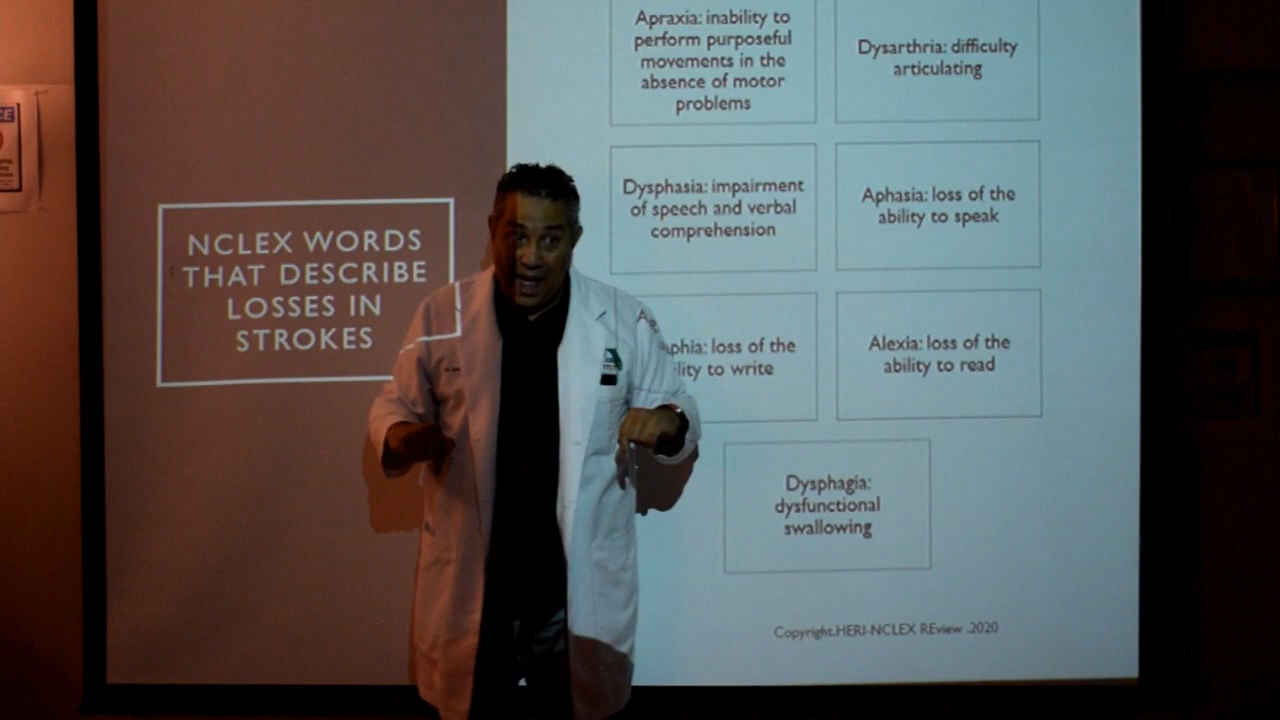 NCLEX WORDS
THAT DESCRIBE
LOSSES IN
STROKES
Apraxia: inability to
perform purposeful
movements in the
absence of motor
problems
Dysarthria: difficulty
articulating
Dysphasia: impairment
of speech and verbal
comprehension
Aphasia: loss of the
ability to speak
loss of the
to write
Alexia: loss of the
ability to read
Dysphagia:
dysfunctional
swallowing
Copyright.HERI-NCLEX REview .2020